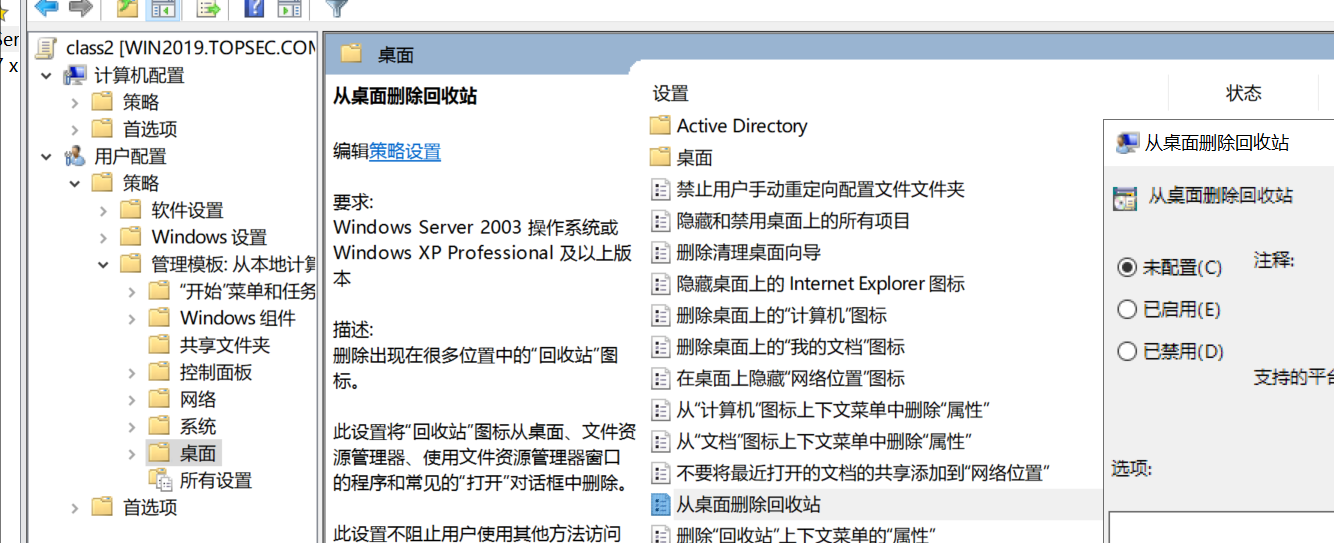 Ser
7 x
class2 [WIN2019.TOPSEC.COM
计算机配置
策略
首选项
用户配置
策略
软件设置
Windows 设置
管理模板: 从本地计算
“开始”菜单和任务
Windows 组件
共享文件夹
控制面板
网络
系统
桌面
所有设置
首选项
桌面
从桌面删除回收站
编辑策略设置
要求:
Windows Server 2003 操作系统或
Windows XP Professional 及以上版
本
描述:
删除出现在很多位置中的“回收站”图
标。
此设置将“回收站”图标从桌面、文件资
源管理器、使用文件资源管理器窗口
的程序和常见的“打开”对话框中删除。
此设置不阻止用户使用其他方法访问
设置
状态
Active Directory
桌面
禁止用户手动重定向配置文件文件夹
隐藏和禁用桌面上的所有项目
删除清理桌面向导
隐藏桌面上的 Internet Explorer 图标
删除桌面上的“计算机”图标
删除桌面上的“我的文档”图标
在桌面上隐藏“网络位置”图标
从“计算机”图标上下文菜单中删除“属性”
从“文档”图标上下文菜单中删除“属性”
不要将最近打开的文档的共享添加到“网络位置”
从桌面删除回收站
删除“回收站”上下文菜单的“属性”
从桌面删除回收站
从桌面删除回收站
未配置(C)
注释:
已启用(E)
已禁用(D)
支持的平台
选项: